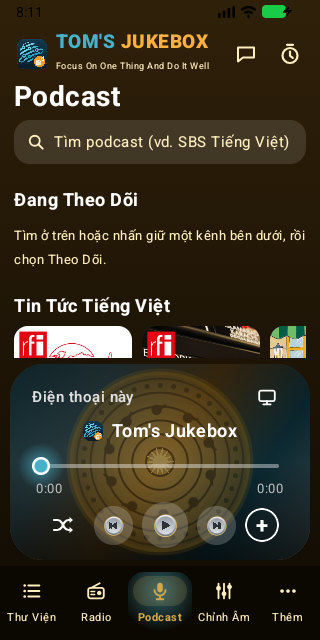 8:11
TOM'S JUKEBOX
Focus On One Thing And Do It Well
Podcast
Tìm podcast (vd. SBS Tiếng Việt)
Đang Theo Dõi
Tìm ở trên hoặc nhấn giữ một kênh bên dưới, rồi
chọn Theo Dõi.
Tin Tức Tiếng Việt
rfi
rfi
Điện thoại này
Tom's Jukebox
0:00
0:00
Thư Viện
Radio
Podcast
Chỉnh Âm
Thêm